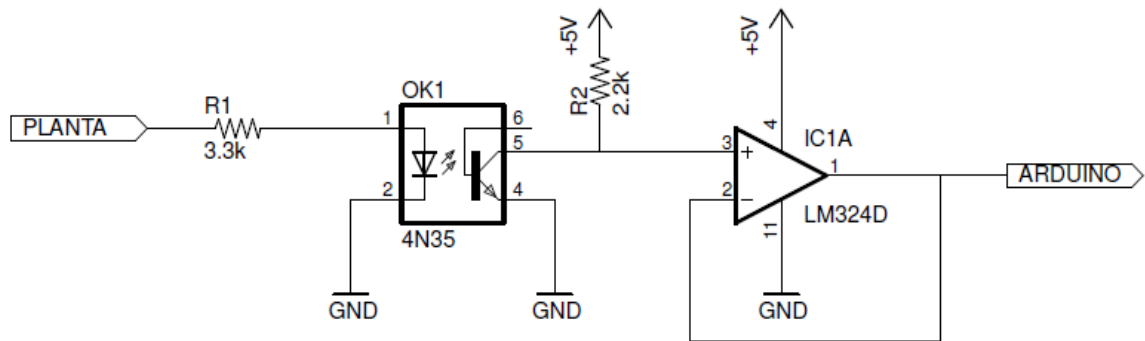 PLANTA
R1
3.3k
OK1
1
2
6
5
4
4N35
GND
GND
+5V
R2
2.2k
+5V
3
2
4
11
1
IC1A
LM324D
GND
ARDUINO